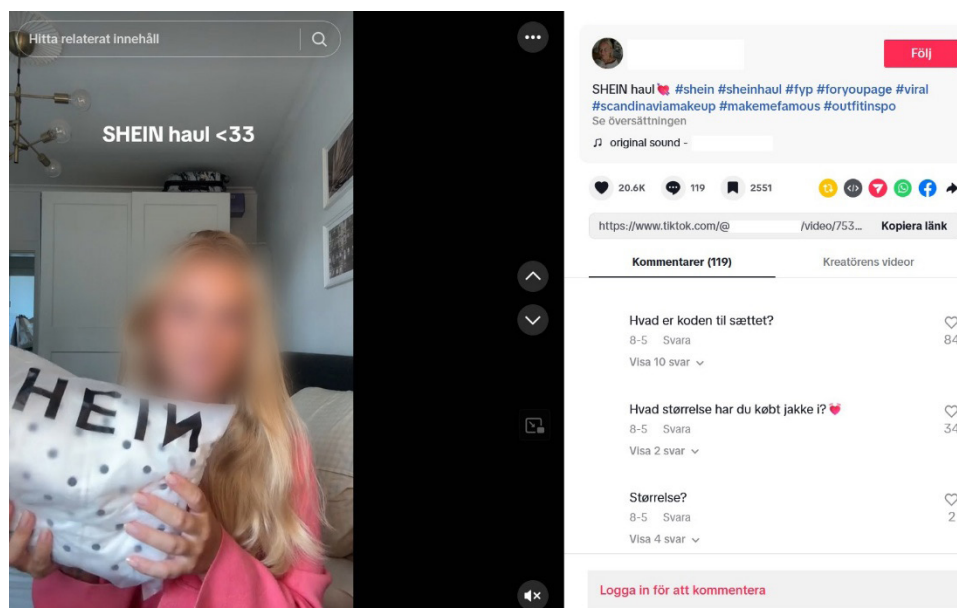 Hitta relaterat innehåll
SHEIN haul <33
SHEIN
Följ
SHEIN haul💘 #shein #sheinhaul #fyp #foryoupage #viral
#scandinaviamakeup #makemefamous #outfitinspo
Se översättningen
original sound -
20.6K 119 2551
https://www.tiktok.com/@ /video/753... Kopiera länk
Kommentarer (119) Kreatörens videor
Hvad er koden til sættet?
8-5 Svara 84
Visa 10 svar
Hvad størrelse har du købt jakke i?💓
8-5 Svara 34
Visa 2 svar
Størrelse?
8-5 Svara 2
Visa 4 svar
Logga in för att kommentera